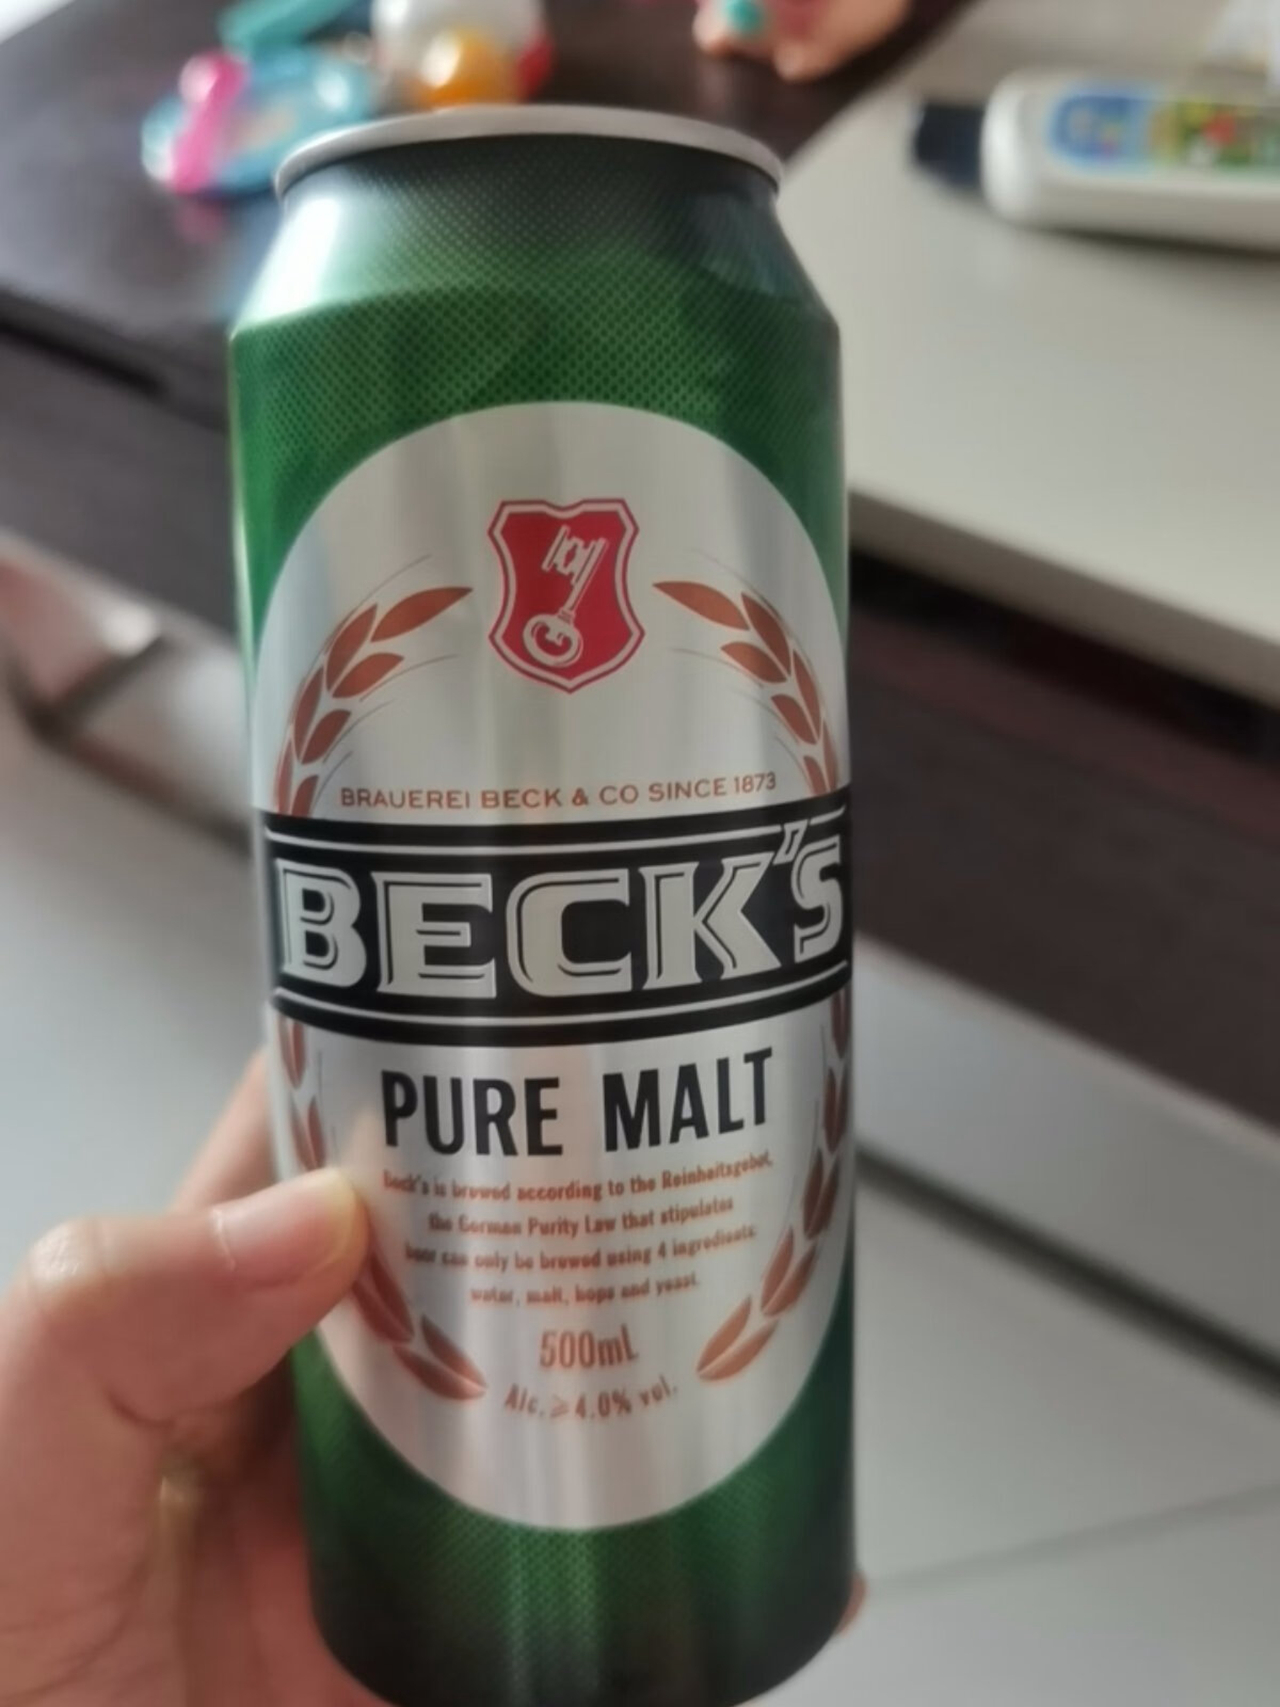 BRAUEREI BECK & CO SINCE 1873
BECK'S
PURE MALT
Beck's is brewed according to the Reinheitsgebot,
the German Purity Law that stipulates
beer can only be brewed using 4 ingredients:
water, malt, hops and yeast.
500mL
Alc.≥4.0% vol.